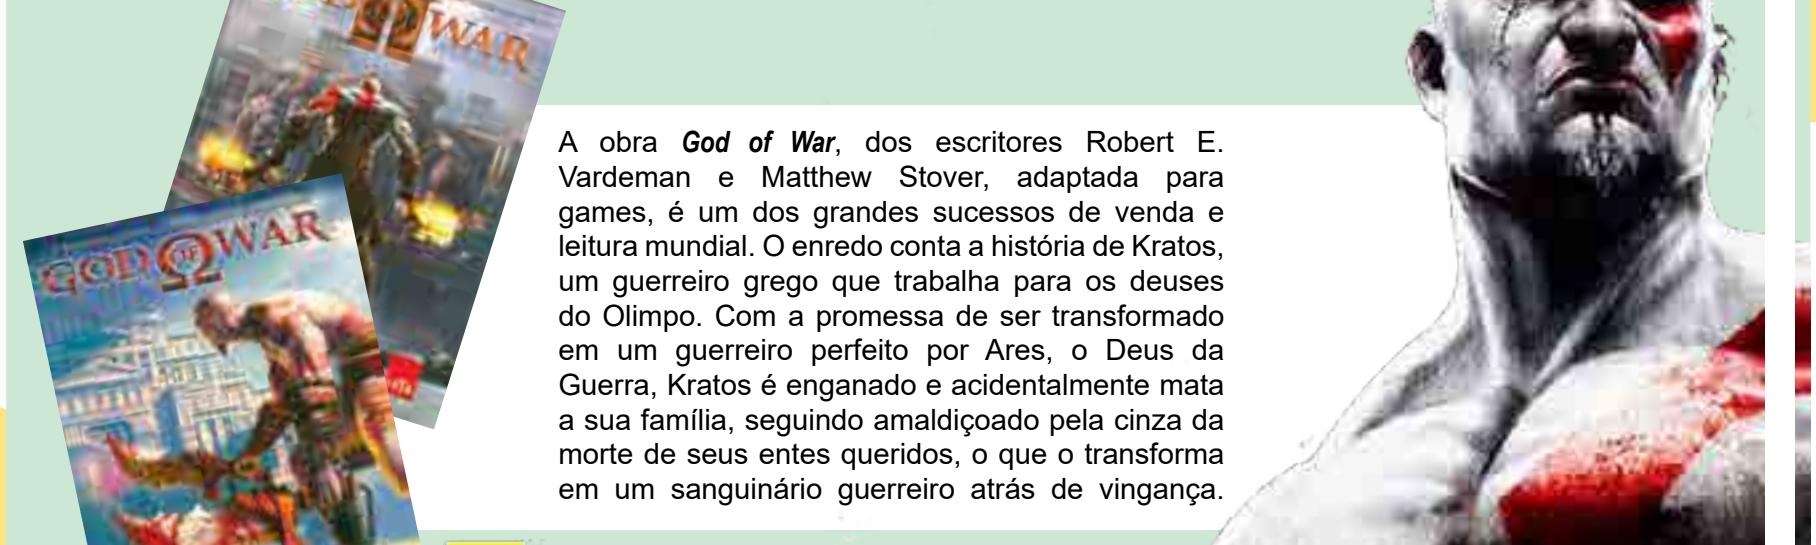 WAR
GOD OF WAR
A obra God of War, dos escritores Robert E.
Vardeman e Matthew Stover, adaptada para
games, é um dos grandes sucessos de venda e
leitura mundial. O enredo conta a história de Kratos,
um guerreiro grego que trabalha para os deuses
do Olimpo. Com a promessa de ser transformado
em um guerreiro perfeito por Ares, o Deus da
Guerra, Kratos é enganado e acidentalmente mata
a sua família, seguindo amaldiçoado pela cinza da
morte de seus entes queridos, o que o transforma
em um sanguinário guerreiro atrás de vingança.